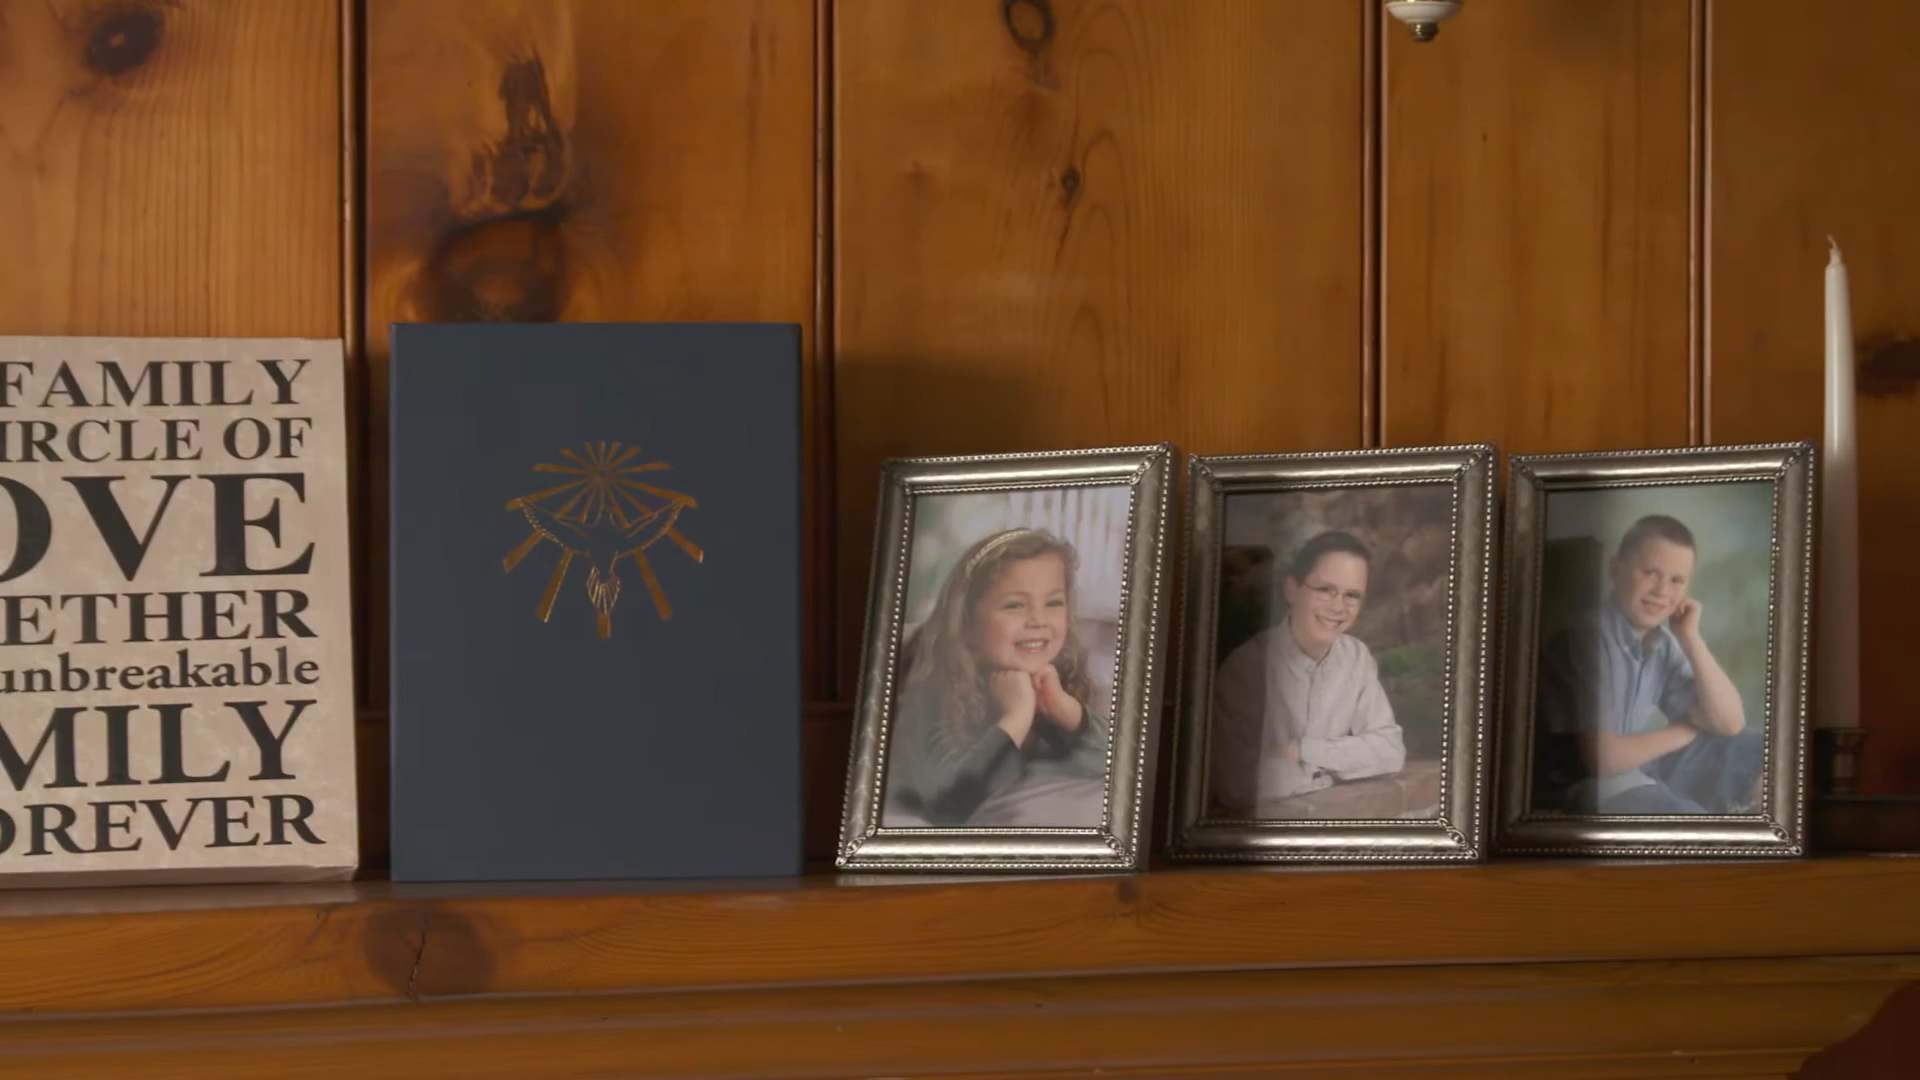 FAMILY
IRCLE OF
OVE
ETHER
unbreakable
MILY
OREVER